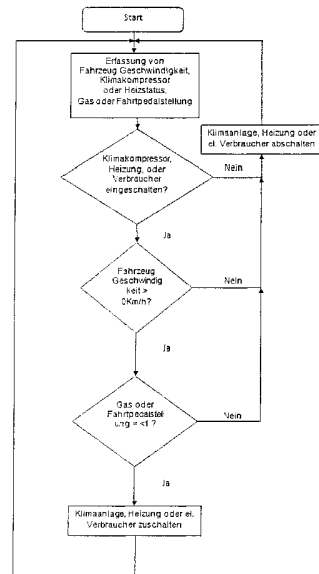 Start
Erfassung von
Fahrzeug Geschwindigkeit,
Klimakompressor
oder Heizstatus,
Gas oder Fahrtpedalstellung
Klimaanlage, Heizung oder
el. Verbraucher abschalten
Klimakompressor,
Heizung, oder
Verbraucher
eingeschalten?
Nein
Ja
Fahrzeug
Geschwindig
keit >
0Km/h?
Nein
Ja
Gas oder
Fahrtpedalstell
ung = <1 ?
Nein
Ja
Klimaanlage, Heizung oder el.
Verbraucher zuschalten